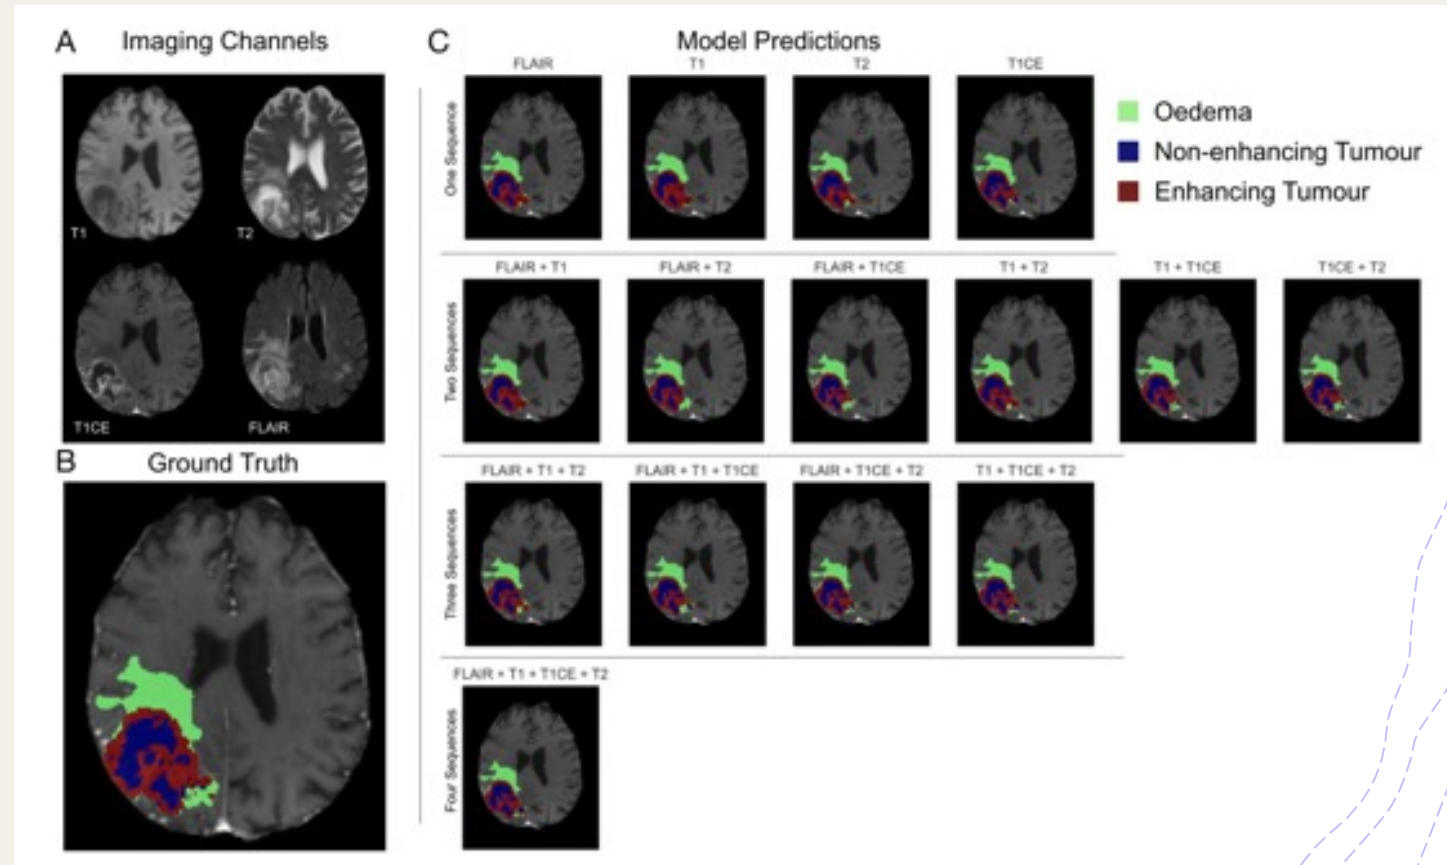 A Imaging Channels
T1
T2
T1CE
FLAIR
B Ground Truth
C Model Predictions
One Sequence
FLAIR
T1
T2
T1CE
Oedema
Non-enhancing Tumour
Enhancing Tumour
Two Sequences
FLAIR + T1
FLAIR + T2
FLAIR + T1CE
T1 + T2
T1 + T1CE
T1CE + T2
Three Sequences
FLAIR + T1 + T2
FLAIR + T1 + T1CE
FLAIR + T1CE + T2
T1 + T1CE + T2
Four Sequences
FLAIR + T1 + T1CE + T2